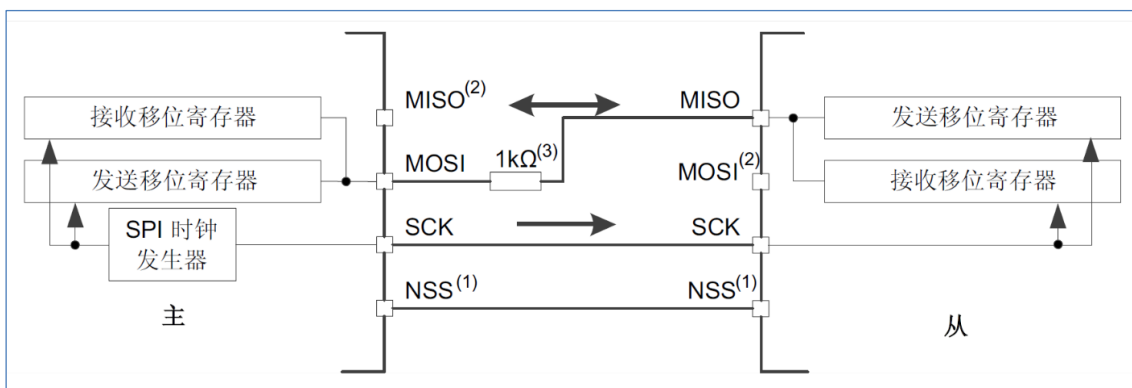 接收移位寄存器
发送移位寄存器
SPI 时钟
发生器
主
MISO(2)
MOSI
1kΩ(3)
SCK
NSS(1)
MISO
MOSI(2)
SCK
NSS(1)
发送移位寄存器
接收移位寄存器
从